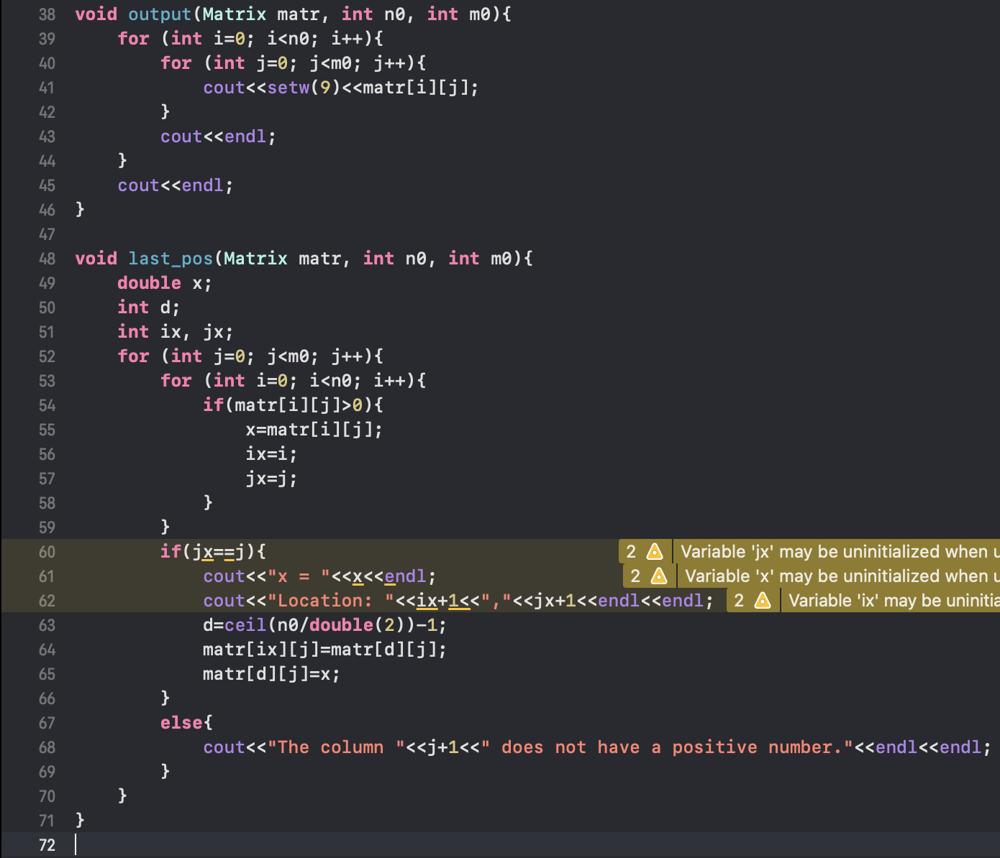 38 void output(Matrix matr, int n0, int m0){
39     for (int i=0; i<n0; i++){
40         for (int j=0; j<m0; j++){
41             cout<<setw(9)<<matr[i][j];
42         }
43         cout<<endl;
44     }
45     cout<<endl;
46 }
47
48 void last_pos(Matrix matr, int n0, int m0){
49     double x;
50     int d;
51     int ix, jx;
52     for (int j=0; j<m0; j++){
53         for (int i=0; i<n0; i++){
54             if(matr[i][j]>0){
55                 x=matr[i][j];
56                 ix=i;
57                 jx=j;
58             }
59         }
60         if(jx==j){ 2 Variable 'jx' may be uninitialized when
61             cout<<"x = "<<x<<endl; 2 Variable 'x' may be uninitialized when
62             cout<<"Location: "<<ix+1<<","<<jx+1<<endl<<endl; 2 Variable 'ix' may be
63             d=ceil(n0/double(2))-1;
64             matr[ix][j]=matr[d][j];
65             matr[d][j]=x;
66         }
67         else{
68             cout<<"The column "<<j+1<<" does not have a positive number."<<endl<<endl;
69         }
70     }
71 }
72